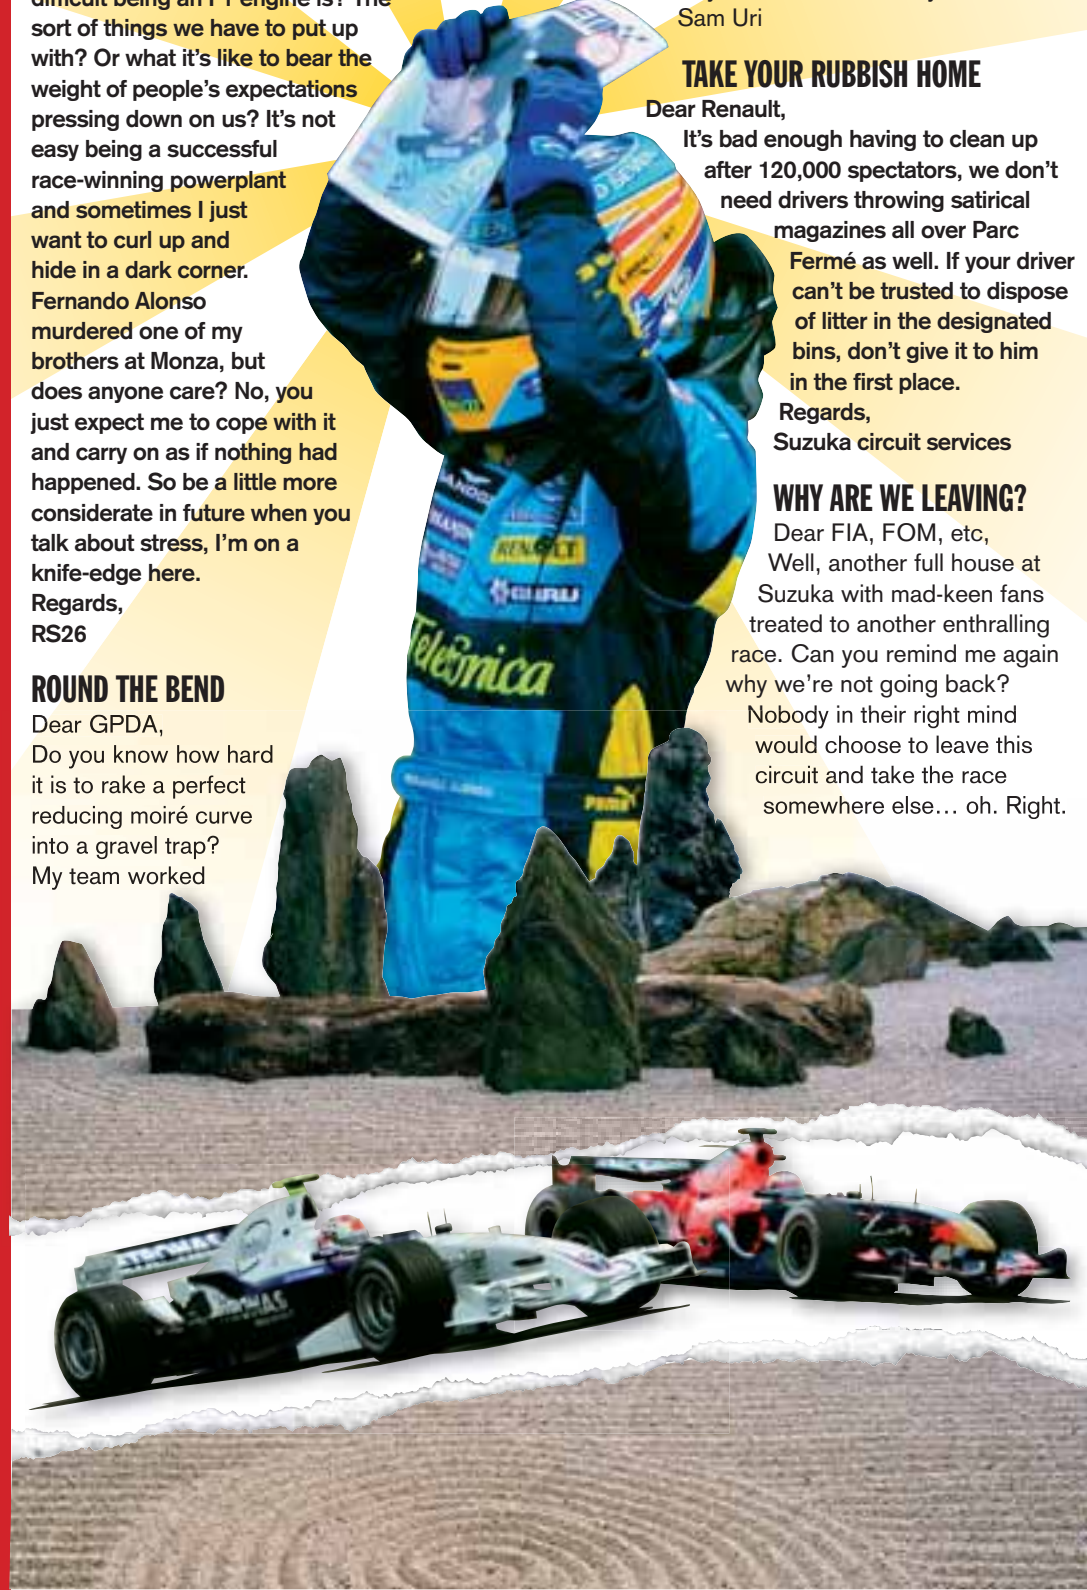 difficult being an F1 engine is? The
sort of things we have to put up
with? Or what it's like to bear the
weight of people's expectations
pressing down on us? It's not
easy being a successful
race-winning powerplant
and sometimes I just
want to curl up and
hide in a dark corner.
Fernando Alonso
murdered one of my
brothers at Monza, but
does anyone care? No, you
just expect me to cope with it
and carry on as if nothing had
happened. So be a little more
considerate in future when you
talk about stress, I'm on a
knife-edge here.
Regards,
RS26
ROUND THE BEND
Dear GPDA,
Do you know how hard
it is to rake a perfect
reducing moiré curve
into a gravel trap?
My team worked
Sam Uri
TAKE YOUR RUBBISH HOME
Dear Renault,
It's bad enough having to clean up
after 120,000 spectators, we don't
need drivers throwing satirical
magazines all over Parc
Fermé as well. If your driver
can't be trusted to dispose
of litter in the designated
bins, don't give it to him
in the first place.
Regards,
Suzuka circuit services
WHY ARE WE LEAVING?
Dear FIA, FOM, etc,
Well, another full house at
Suzuka with mad-keen fans
treated to another enthralling
race. Can you remind me again
why we're not going back?
Nobody in their right mind
would choose to leave this
circuit and take the race
somewhere else… oh. Right.
RENAULT
GURU
Telefónica
PUMA